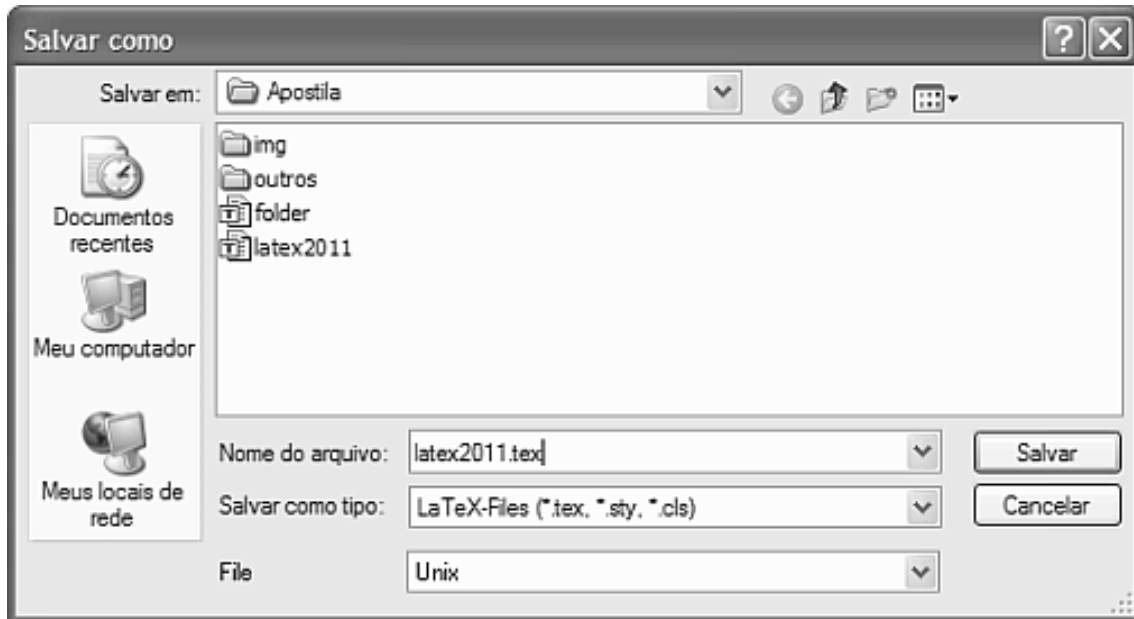 Salvar como
Salvar em:
Apostila
img
outros
folder
latex2011
Documentos
recentes
Meu computador
Meus locais de
rede
Nome do arquivo:
latex2011.tex
Salvar
Salvar como tipo:
LaTeX-Files (*.tex, *.sty, *.cls)
Cancelar
File
Unix